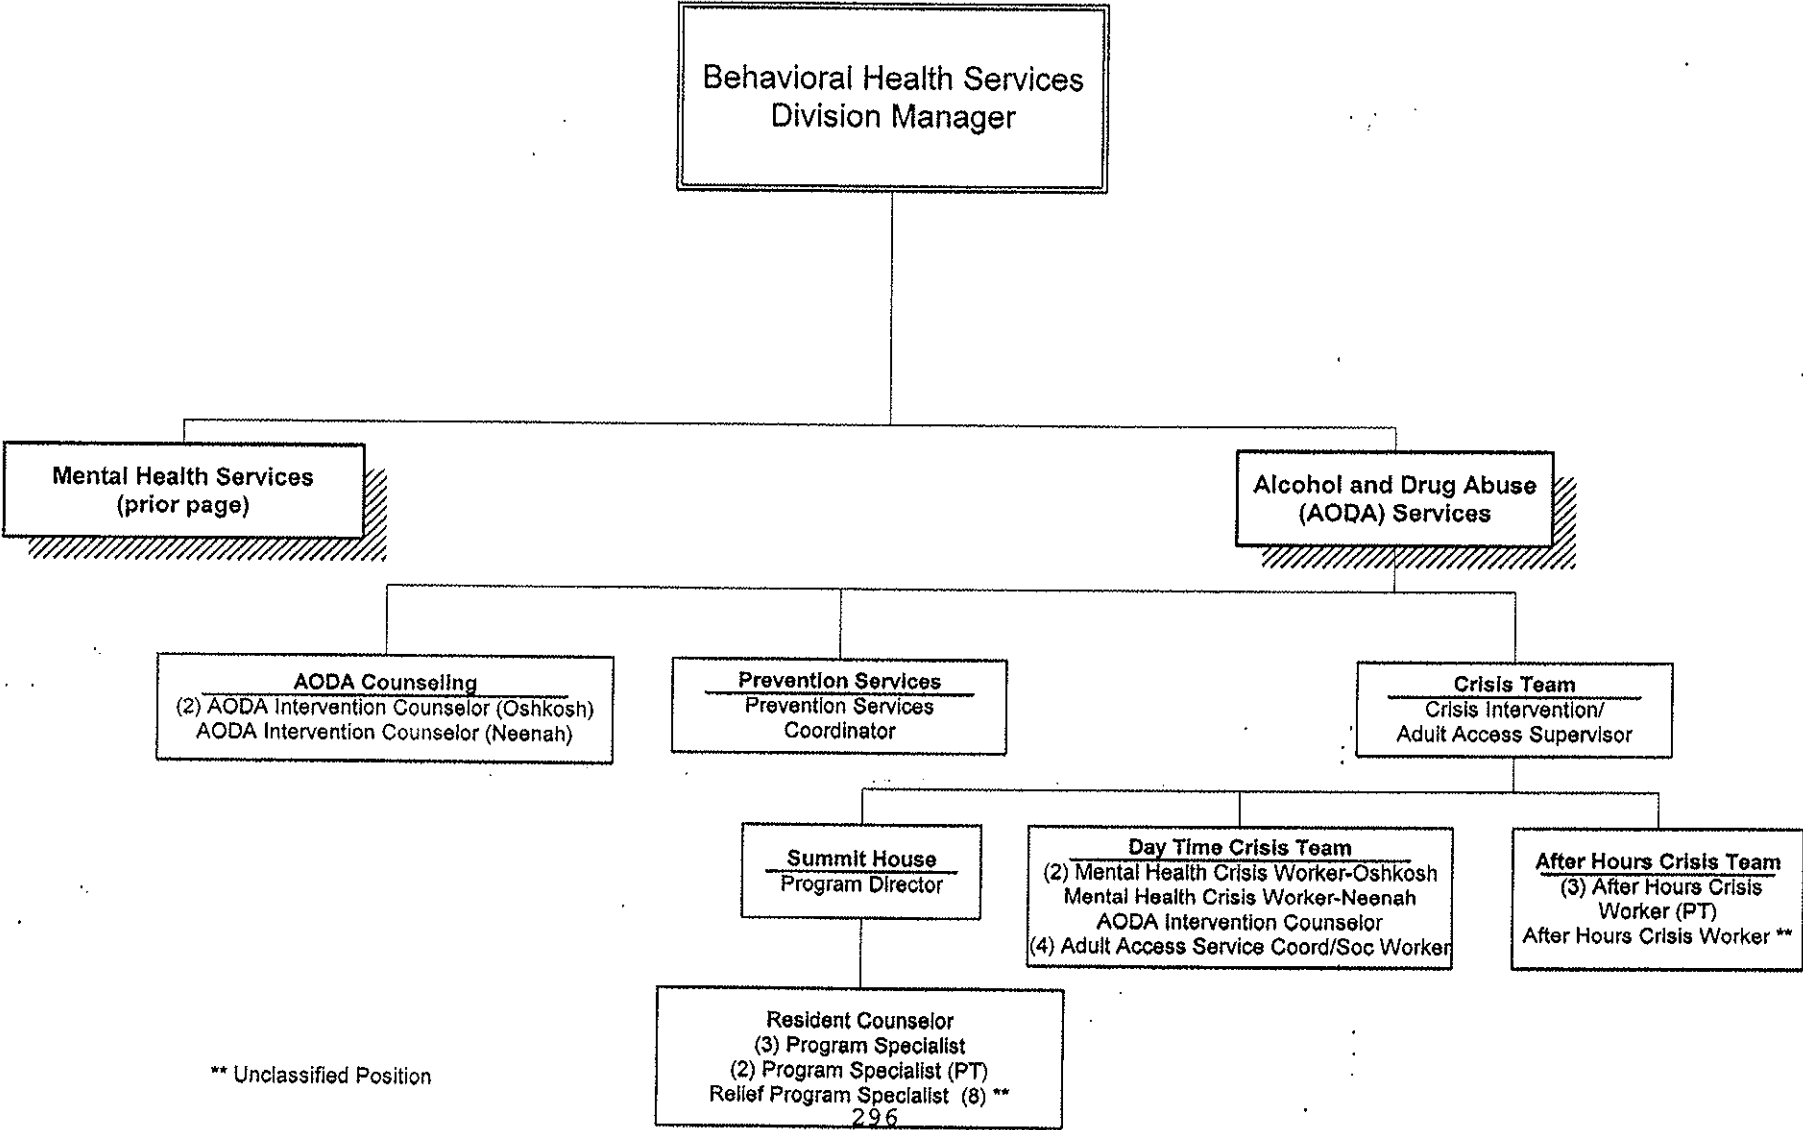 Behavioral Health Services
Division Manager
Mental Health Services
(prior page)
Alcohol and Drug Abuse
(AODA) Services
AODA Counseling
(2) AODA Intervention Counselor (Oshkosh)
AODA Intervention Counselor (Neenah)
Prevention Services
Prevention Services
Coordinator
Crisis Team
Crisis Intervention/
Adult Access Supervisor
Summit House
Program Director
Day Time Crisis Team
(2) Mental Health Crisis Worker-Oshkosh
Mental Health Crisis Worker-Neenah
AODA Intervention Counselor
(4) Adult Access Service Coord/Soc Worker
After Hours Crisis Team
(3) After Hours Crisis
Worker (PT)
After Hours Crisis Worker **
Resident Counselor
(3) Program Specialist
(2) Program Specialist (PT)
Relief Program Specialist (8) **
** Unclassified Position
296